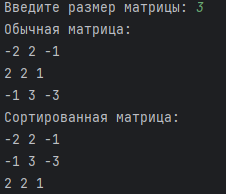 Введите размер матрицы: 3
Обычная матрица:
-2 2 -1
2 2 1
-1 3 -3
Сортированная матрица:
-2 2 -1
-1 3 -3
2 2 1